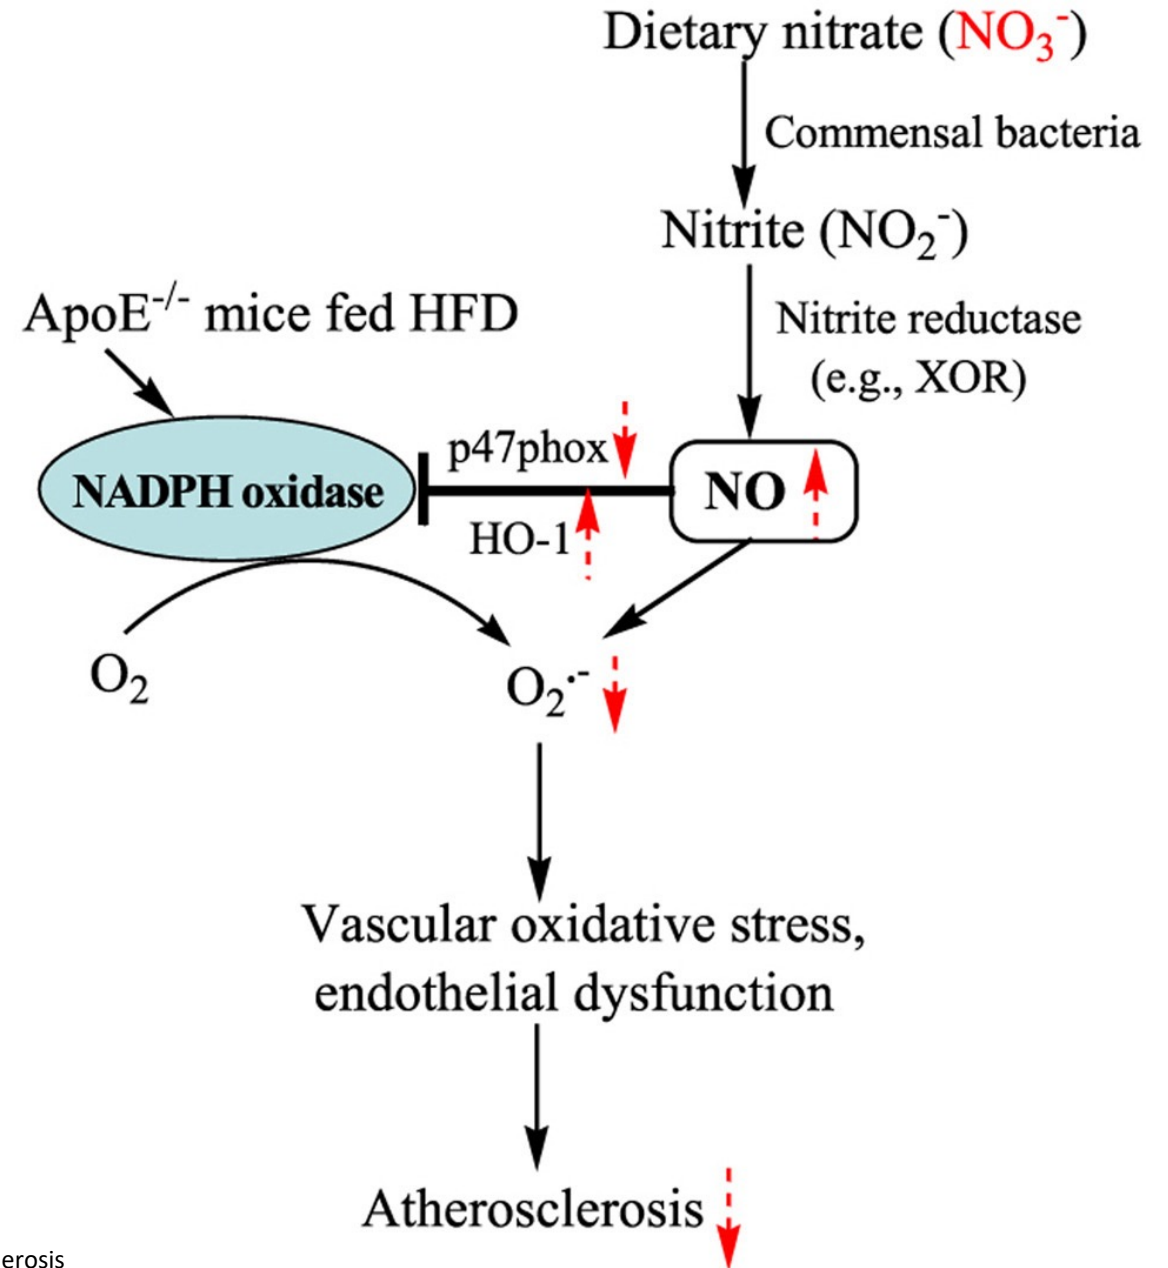 Dietary nitrate (NO₃⁻)
Commensal bacteria
Nitrite (NO₂⁻)
ApoE⁻/⁻ mice fed HFD
Nitrite reductase
(e.g., XOR)
p47phox
NADPH oxidase
NO
HO-1
O₂
O₂·⁻
Vascular oxidative stress,
endothelial dysfunction
Atherosclerosis
erosis